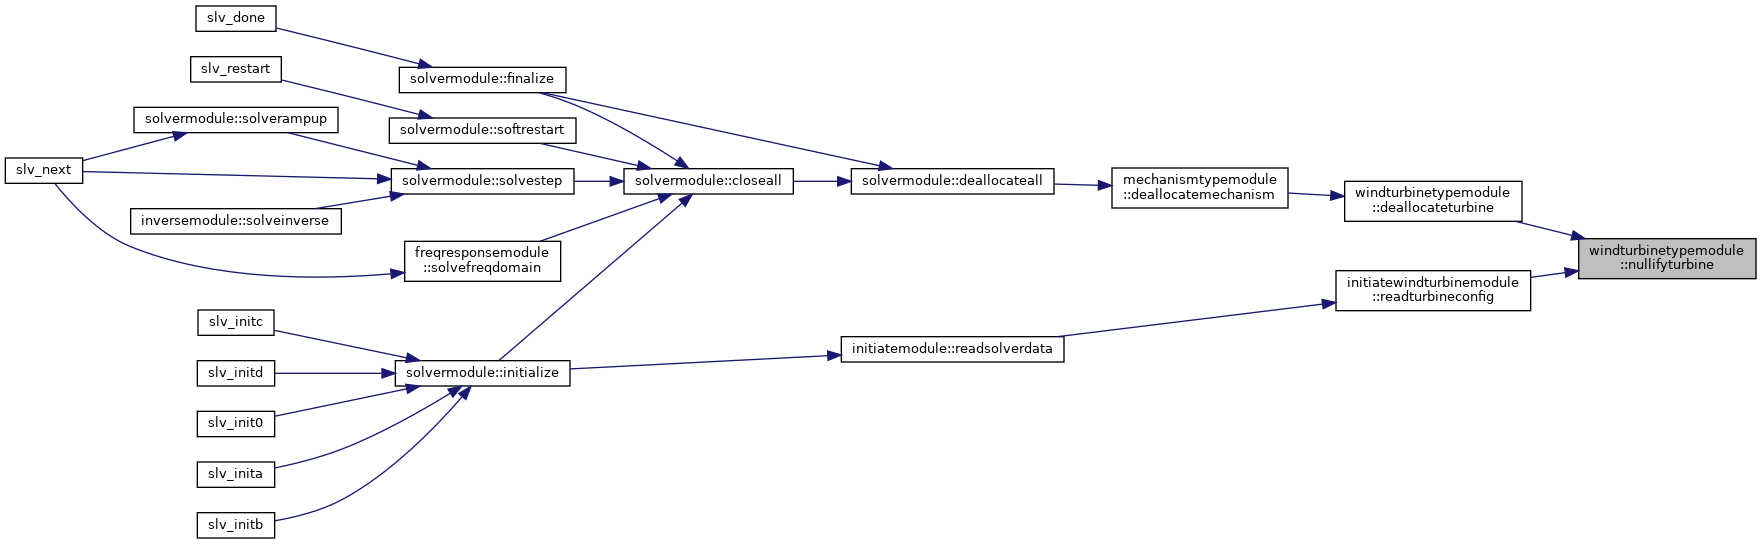 slv_done
slv_restart
solvermodule::finalize
solvermodule::solverampup
solvermodule::softrestart
slv_next
solvermodule::solvestep
solvermodule::closeall
solvermodule::deallocateall
mechanismtypemodule
::deallocatemechanism
windturbinetypemodule
::deallocateturbine
inversemodule::solveinverse
freqresponsemodule
::solvefreqdomain
windturbinetypemodule
::nullifyturbine
initiatewindturbinemodule
::readturbineconfig
slv_initc
initiatemodule::readsolverdata
slv_initd
solvermodule::initialize
slv_init0
slv_inita
slv_initb